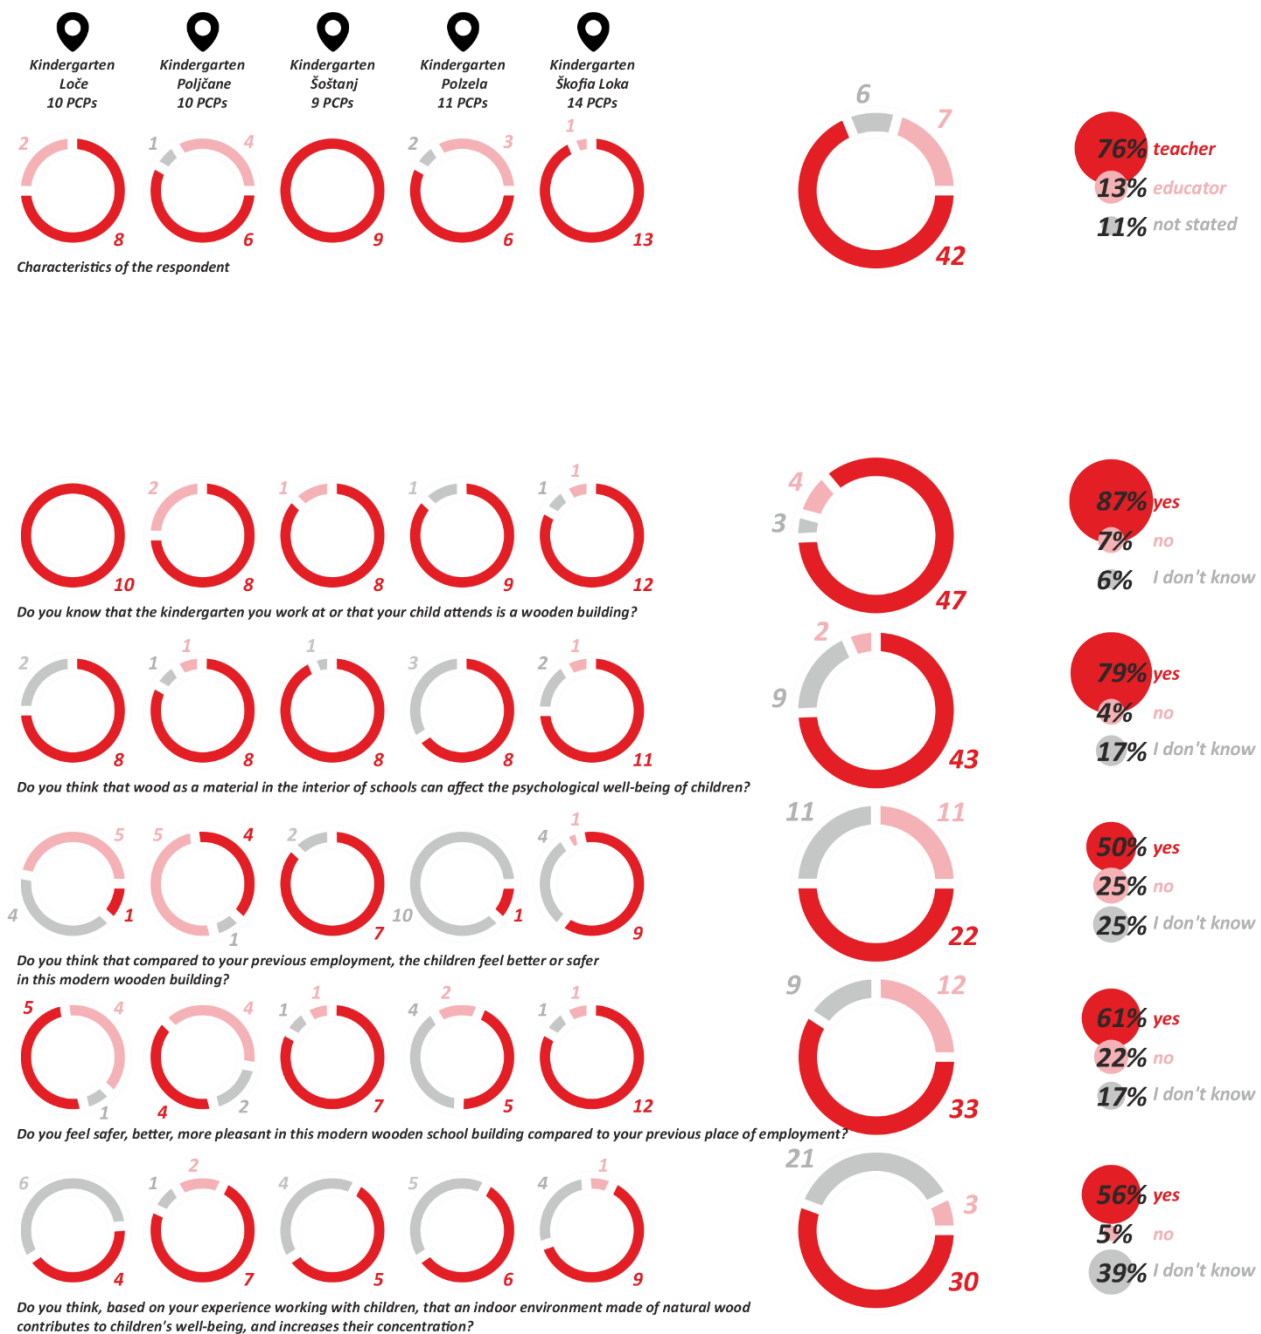 Kindergarten Kindergarten Kindergarten Kindergarten Kindergarten
Loče Poljčane Šoštanj Polzela Škofia Loka
10 PCPs 10 PCPs 9 PCPs 11 PCPs 14 PCPs
2 1 4 2 3 1 6 7
8 6 9 6 13 42
76% teacher
13% educator
11% not stated
Characteristics of the respondent
2 1 1 1 1 4 3
10 8 8 9 12 47
87% yes
7% no
6% I don't know
Do you know that the kindergarten you work at or that your child attends is a wooden building?
2 1 1 1 3 2 1 2 9
8 8 8 8 11 43
79% yes
4% no
17% I don't know
Do you think that wood as a material in the interior of schools can affect the psychological well-being of children?
5 5 4 2 4 1 11 11
4 1 1 7 10 1 9 22
50% yes
25% no
25% I don't know
Do you think that compared to your previous employment, the children feel better or safer
in this modern wooden building?
5 4 4 1 1 4 2 1 1 9 12
1 4 2 7 5 12 33
61% yes
22% no
17% I don't know
Do you feel safer, better, more pleasant in this modern wooden school building compared to your previous place of employment?
6 1 2 4 5 4 1 21 3
4 7 5 6 9 30
56% yes
5% no
39% I don't know
Do you think, based on your experience working with children, that an indoor environment made of natural wood
contributes to children's well-being, and increases their concentration?